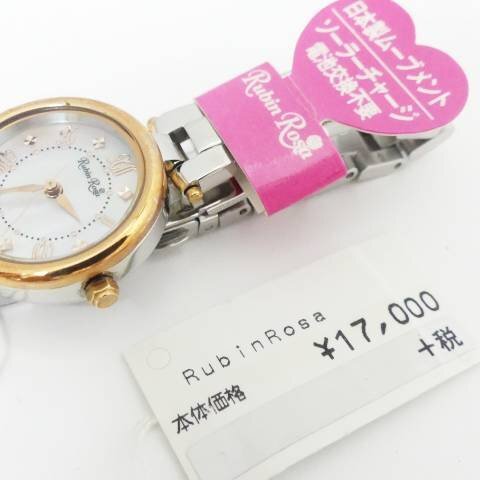 日本製ムーブメント
ソーラーチャージ
電池交換不要
Rubin Rosa
Rubin Rosa
RubinRosa
¥17,000
本体価格
+税